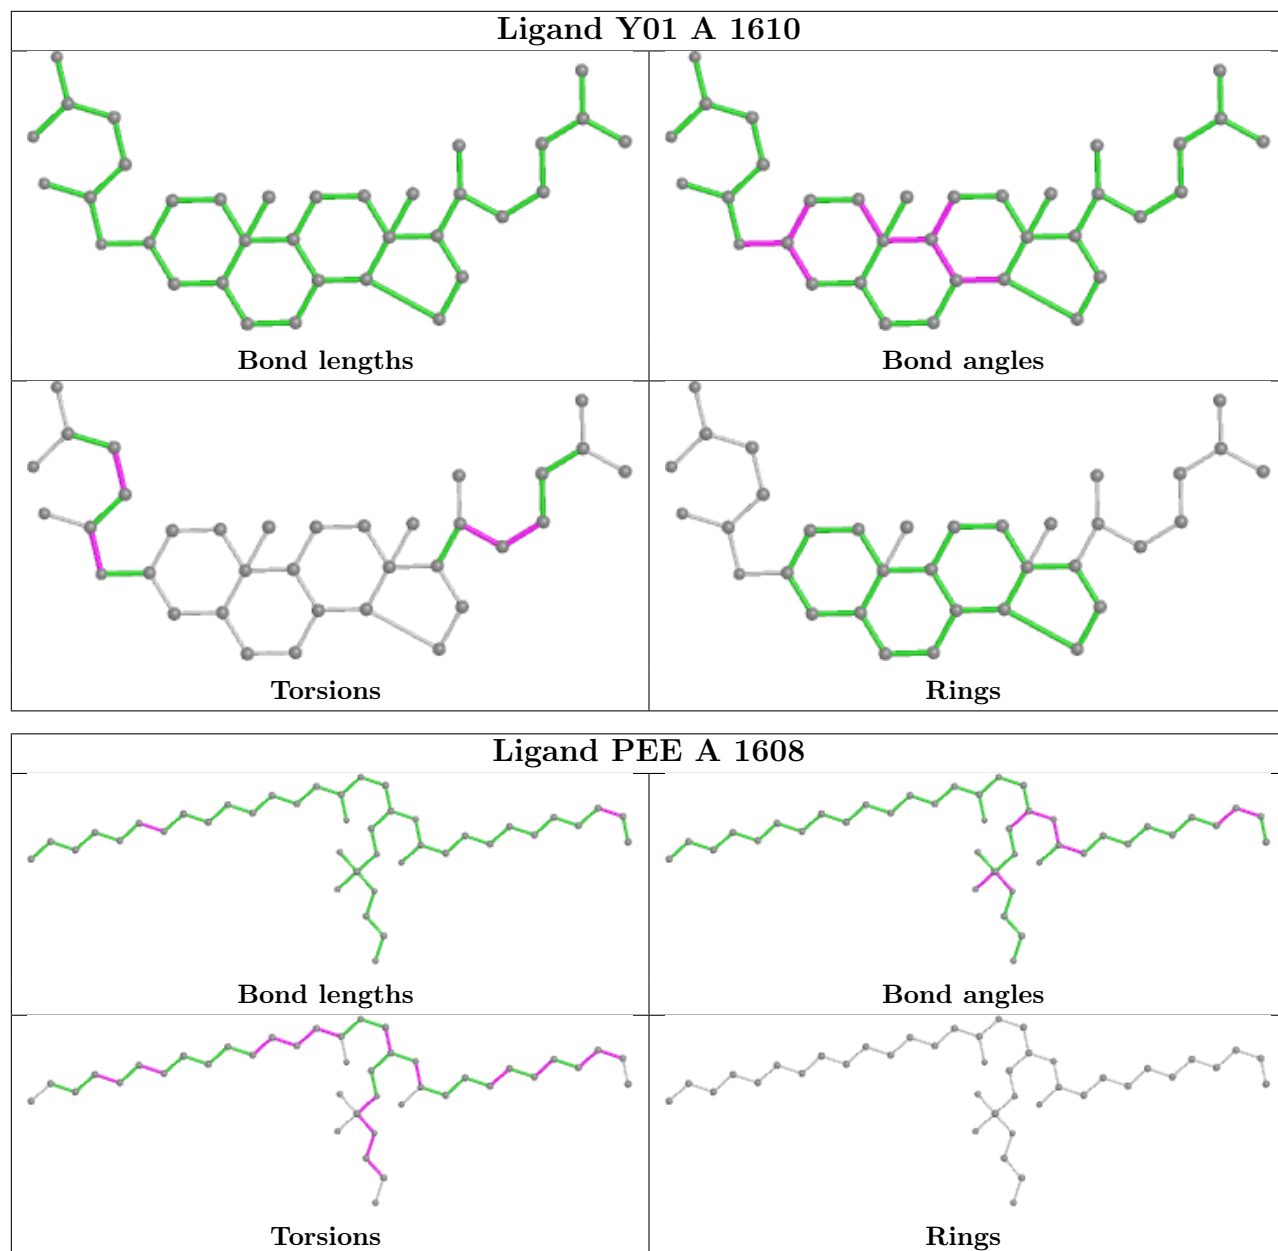 Ligand Y01 A 1610
Bond lengths
Bond angles
Torsions
Rings
Ligand PEE A 1608
Bond lengths
Bond angles
Torsions
Rings